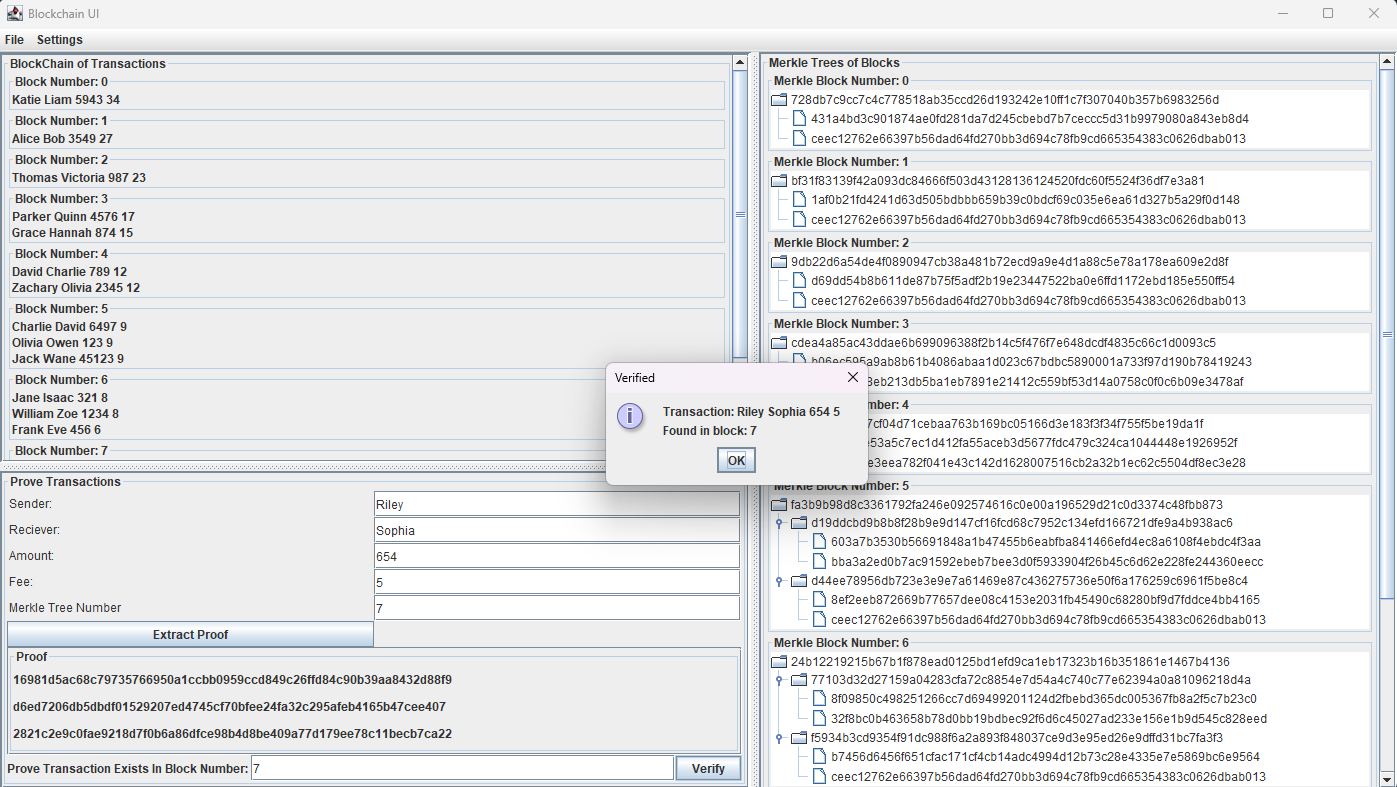 Blockchain UI
File Settings
BlockChain of Transactions
Block Number: 0
Katie Liam 5943 34
Block Number: 1
Alice Bob 3549 27
Block Number: 2
Thomas Victoria 987 23
Block Number: 3
Parker Quinn 4576 17
Grace Hannah 874 15
Block Number: 4
David Charlie 789 12
Zachary Olivia 2345 12
Block Number: 5
Charlie David 6497 9
Olivia Owen 123 9
Jack Wane 45123 9
Block Number: 6
Jane Isaac 321 8
William Zoe 1234 8
Frank Eve 456 6
Block Number: 7
Prove Transactions
Sender: Riley
Reciever: Sophia
Amount: 654
Fee: 5
Merkle Tree Number 7
Extract Proof
Proof
16981d5ac68c79735766950a1ccbb0959ccd849c26ffd84c90b39aa8432d88f9
d6ed7206db5dbdf01529207ed4745cf70bfee24fa32c295afeb4165b47cee407
2821c2e9c0fae9218d7f0b6a86dfce98b4d8be409a77d179ee78c11becb7ca22
Prove Transaction Exists In Block Number: 7 Verify
Merkle Trees of Blocks
Merkle Block Number: 0
728db7c9cc7c4c778518ab35ccd26d193242e10ff1c7f307040b357b6983256d
431a4bd3c901874ae0fd281da7d245cbebd7b7ceccc5d31b9979080a843eb8d4
ceec12762e66397b56dad64fd270bb3d694c78fb9cd665354383c0626dbab013
Merkle Block Number: 1
bf31f83139f42a093dc84666f503d43128136124520fdc60f5524f36df7e3a81
1af0b21fd4241d63d505bdbbb659b39c0bdcf69c035e6ea61d327b5a29f0d148
ceec12762e66397b56dad64fd270bb3d694c78fb9cd665354383c0626dbab013
Merkle Block Number: 2
9db22d6a54de4f0890947cb38a481b72ecd9a9e4d1a88c5e78a178ea609e2d8f
d69dd54b8b611de87b75f5adf2b19e23447522ba0e6ffd1172ebd185e550ff54
ceec12762e66397b56dad64fd270bb3d694c78fb9cd665354383c0626dbab013
Merkle Block Number: 3
cdea4a85ac43ddae6b699096388f2b14c5f476f7e648dcdf4835c66c1d0093c5
b06ec595a9ab8b61b4086abaa1d023c67bdbc5890001a733f97d190b78419243
3eb213db5ba1eb7891e21412c559bf53d14a0758c0f0c6b09e3478af
mber: 4
7cf04d71cebaa763b169bc05166d3e183f3f34f755f5be19da1f
e53a5c7ec1d412fa55aceb3d5677fdc479c324ca1044448e1926952f
e3eea782f041e43c142d1628007516cb2a32b1ec62c5504df8ec3e28
Merkle Block Number: 5
fa3b9b98d8c3361792fa246e092574616c0e00a196529d21c0d3374c48fbb873
d19ddcbd9b8b8f28b9e9d147cf16fcd68c7952c134efd166721dfe9a4b938ac6
603a7b3530b56691848a1b47455b6eabfba841466efd4ec8a6108f4ebdc4f3aa
bba3a2ed0b7ac91592ebeb7bee3d0f5933904f26b45c6d62e228fe244360eecc
d44ee78956db723e3e9e7a61469e87c436275736e50f6a176259c6961f5be8c4
8ef2eeb872669b77657dee08c4153e2031fb45490c68280bf9d7fddce4bb4165
ceec12762e66397b56dad64fd270bb3d694c78fb9cd665354383c0626dbab013
Merkle Block Number: 6
24b12219215b67b1f878ead0125bd1efd9ca1eb17323b16b351861e1467b4136
77103d32d27159a04283cfa72c8854e7d54a4c740c77e62394a0a81096218d4a
8f09850c498251266cc7d69499201124d2fbebd365dc005367fb8a2f5c7b23c0
32f8bc0b463658b78d0bb19bdbec92f6d6c45027ad233e156e1b9d545c828eed
f5934b3cd9354f91dc988f6a2a893f848037ce9d3e95ed26e9dffd31bc7fa3f3
b7456d6456f651cfac171cf4cb14adc4994d12b73c28e4335e7e5869bc6e9564
ceec12762e66397b56dad64fd270bb3d694c78fb9cd665354383c0626dbab013
Verified
Transaction: Riley Sophia 654 5
Found in block: 7
OK